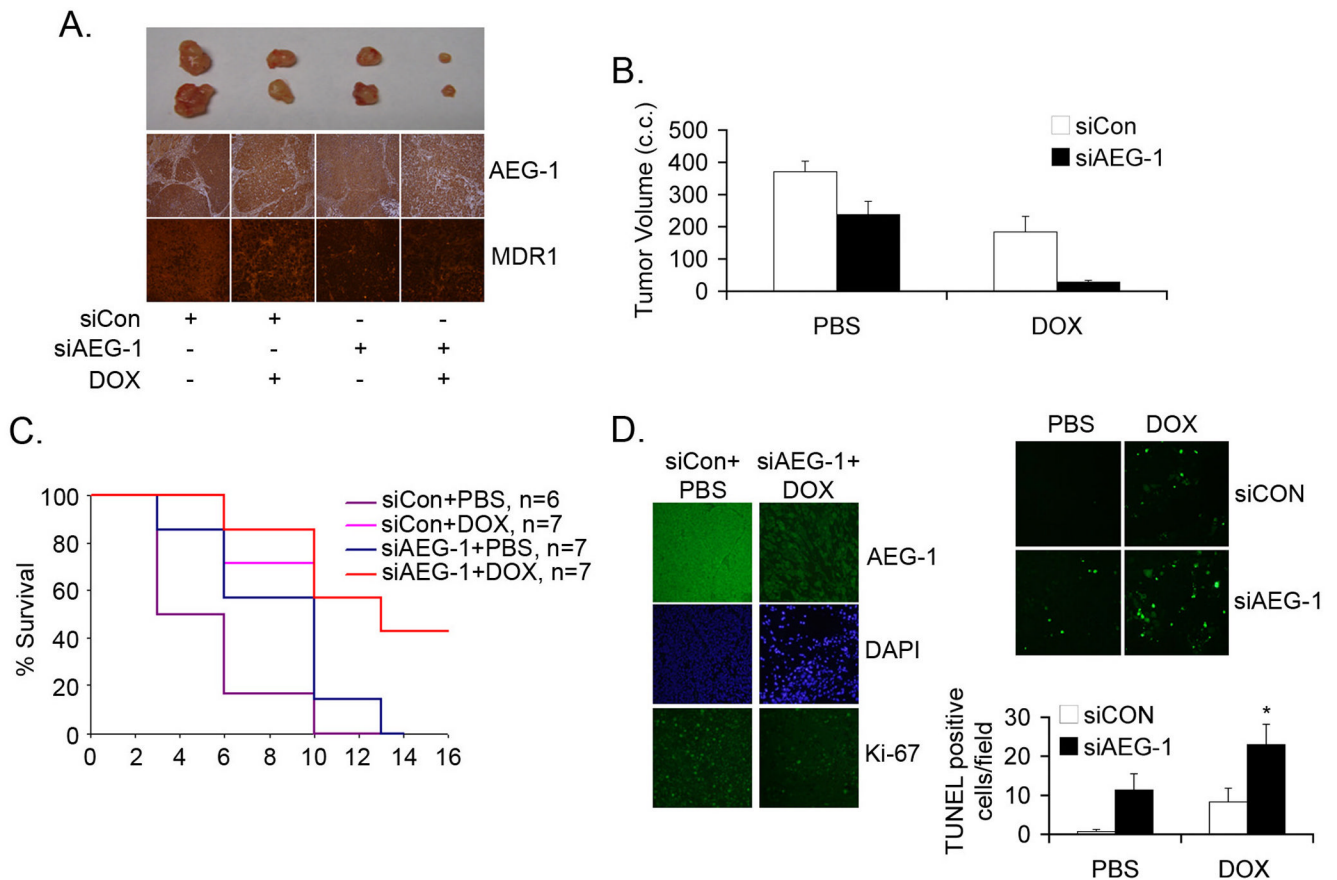 A.
AEG-1
MDR1
siCon + + - -
siAEG-1 - - + +
DOX - + - +
B.
Tumor Volume (c.c.)
500
400
300
200
100
0
siCon
siAEG-1
PBS DOX
C.
% Survival
100
80
60
40
20
0
0 2 4 6 8 10 12 14 16
siCon+PBS, n=6
siCon+DOX, n=7
siAEG-1+PBS, n=7
siAEG-1+DOX, n=7
D.
siCon+ siAEG-1+
PBS DOX
AEG-1
DAPI
Ki-67
PBS DOX
siCON
siAEG-1
TUNEL positive
cells/field
30
20
10
0
siCON
siAEG-1
*
PBS DOX